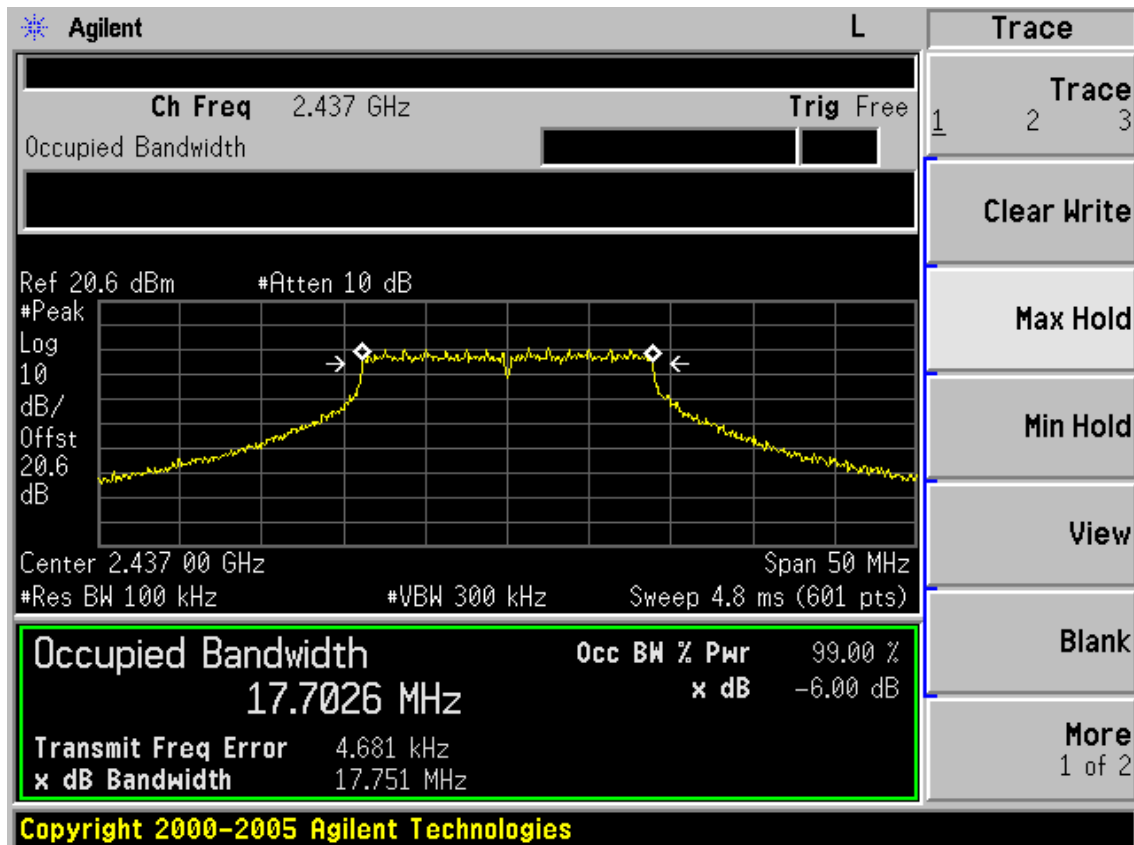 Agilent L Trace
Ch Freq 2.437 GHz Trig Free
Occupied Bandwidth
Trace
1 2 3
Clear Write
Max Hold
Min Hold
View
Blank
More
1 of 2
Ref 20.6 dBm #Atten 10 dB
#Peak
Log
10
dB/
Offst
20.6
dB
Center 2.437 00 GHz Span 50 MHz
#Res BW 100 kHz #VBW 300 kHz Sweep 4.8 ms (601 pts)
Occupied Bandwidth Occ BW % Pwr 99.00 %
17.7026 MHz x dB -6.00 dB
Transmit Freq Error 4.681 kHz
x dB Bandwidth 17.751 MHz
Copyright 2000-2005 Agilent Technologies